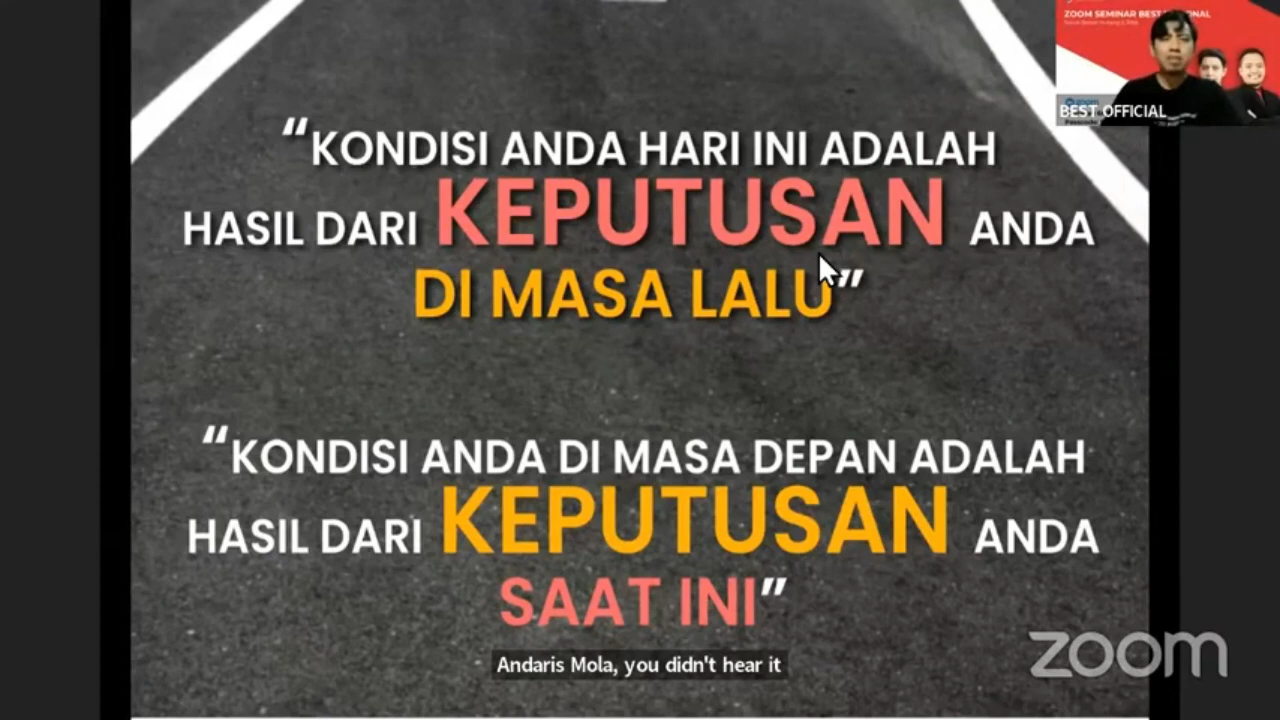 ZOOM SEMINAR BEST
BEST OFFICIAL
“KONDISI ANDA HARI INI ADALAH
HASIL DARI KEPUTUSAN ANDA
DI MASA LALU”
“KONDISI ANDA DI MASA DEPAN ADALAH
HASIL DARI KEPUTUSAN ANDA
SAAT INI”
Andaris Mola, you didn't hear it
zoom